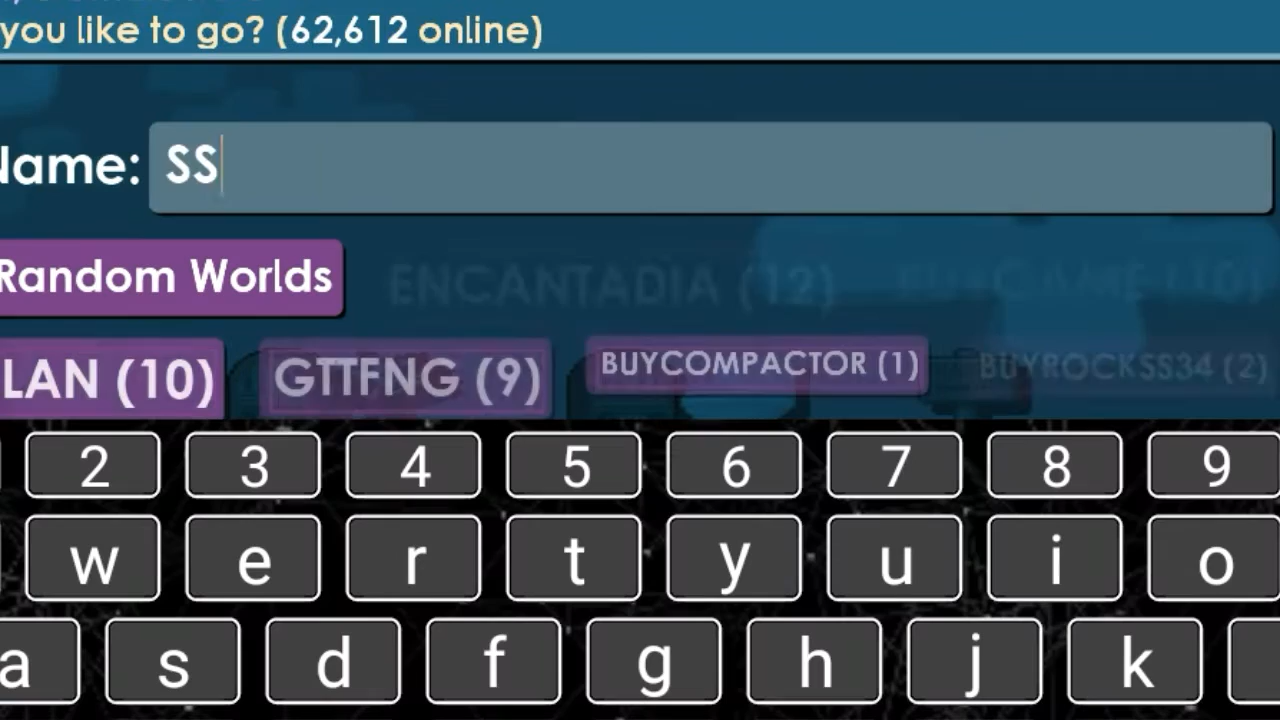 you like to go? (62,612 online)
Name: SS
Random Worlds ENCANTADIA (12)
LAN (10) GTTFNG (9) BUYCOMPACTOR (1) BUYROCKSS34 (2)
2 3 4 5 6 7 8 9
w e r t y u i o
a s d f g h j k